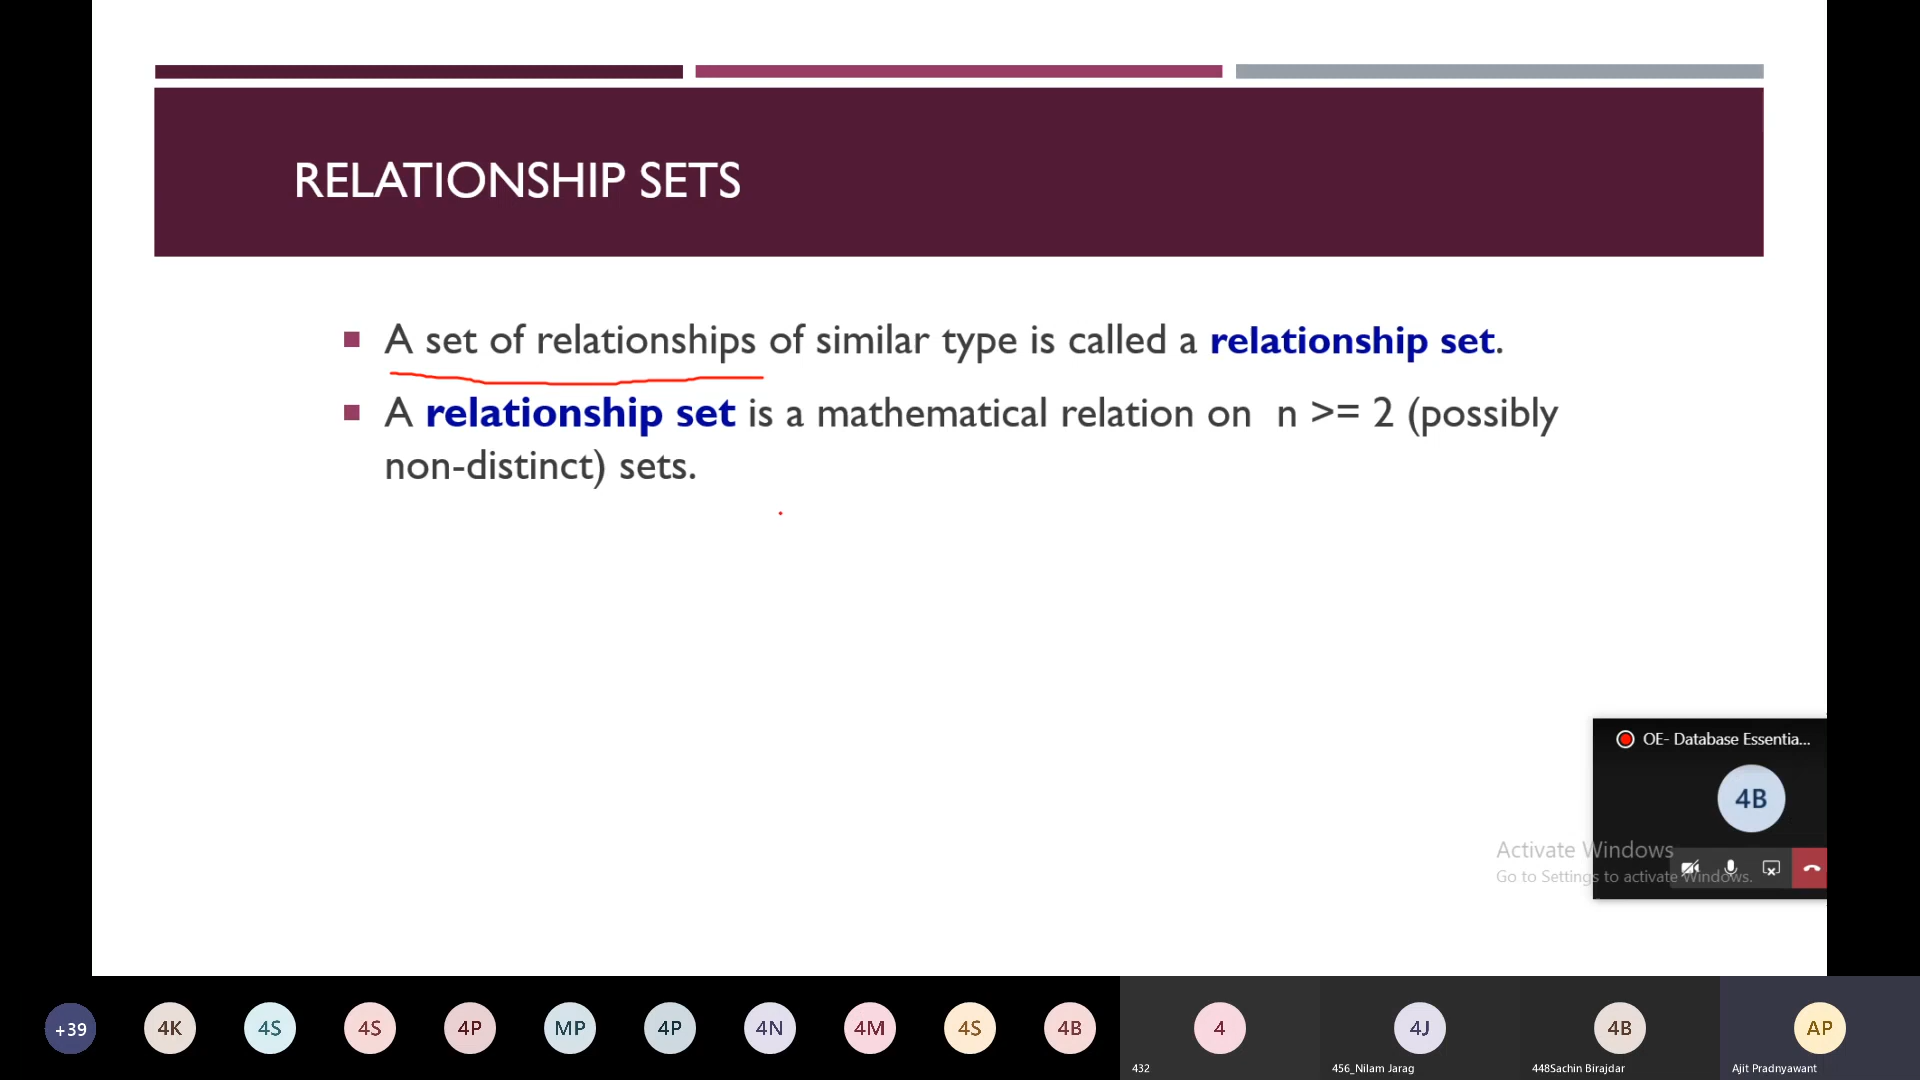 RELATIONSHIP SETS
A set of relationships of similar type is called a relationship set.
A relationship set is a mathematical relation on n >= 2 (possibly
non-distinct) sets.
OE- Database Essentia...
4B
Activate Windows
Go to Settings to activate Windows.
+39
4K
4S
4S
4P
MP
4P
4N
4M
4S
4B
4
4J
4B
AP
432
456_Nilam Jarag
448Sachin Birajdar
Ajit Pradnyawant